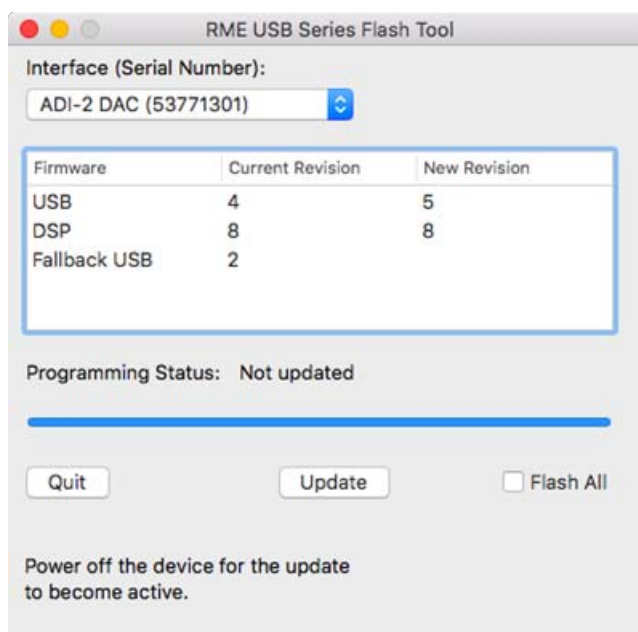 RME USB Series Flash Tool
Interface (Serial Number):
ADI-2 DAC (53771301)
Firmware Current Revision New Revision
USB 4 5
DSP 8 8
Fallback USB 2
Programming Status: Not updated
Quit Update Flash All
Power off the device for the update
to become active.